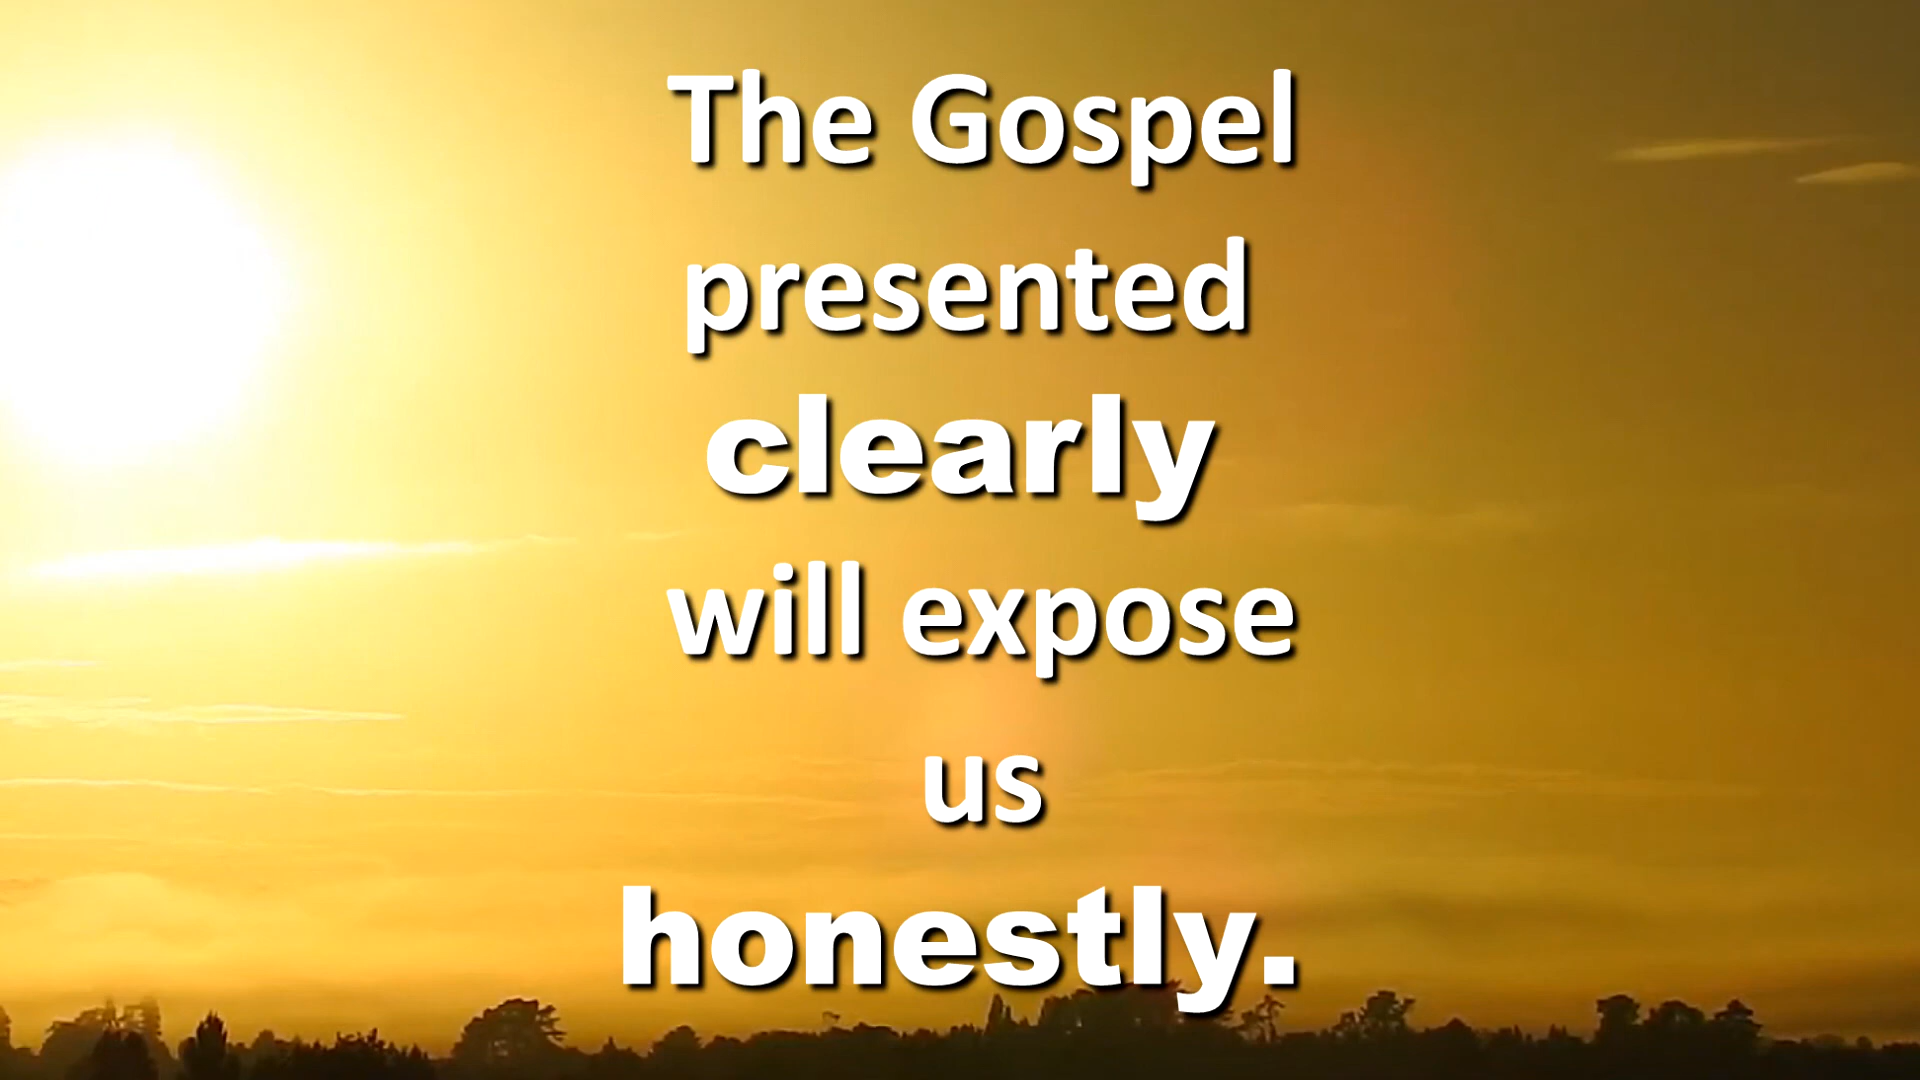 The Gospel
presented
clearly
will expose
us
honestly.